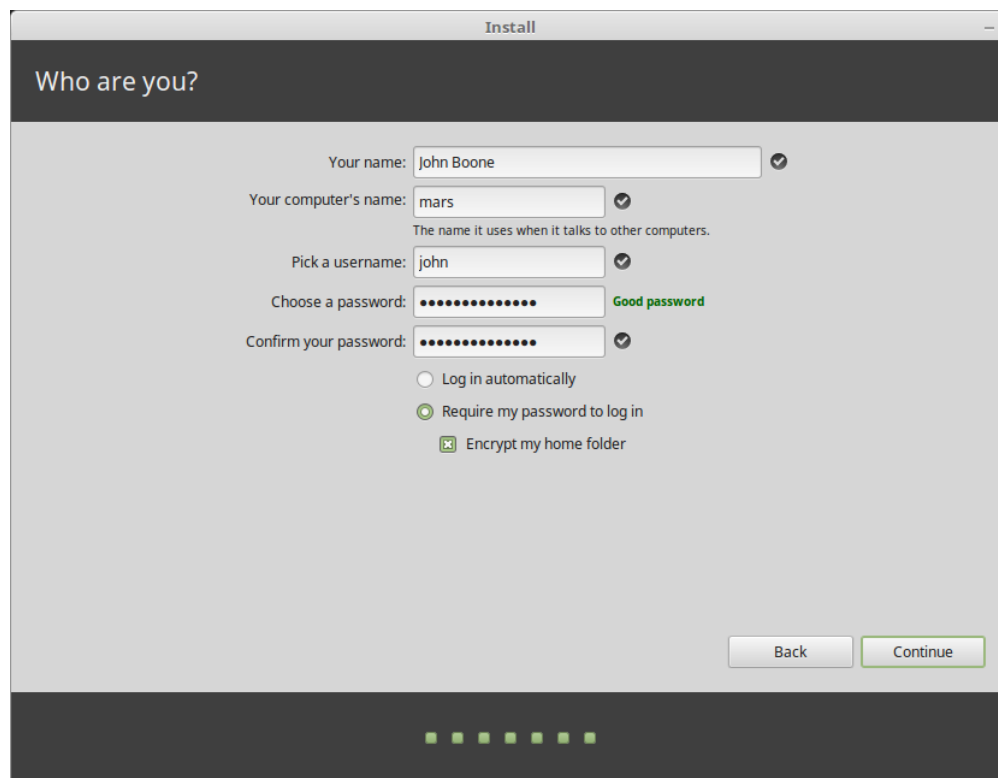 Install
Who are you?
Your name: John Boone
Your computer's name: mars
The name it uses when it talks to other computers.
Pick a username: john
Choose a password: ●●●●●●●●●●●●●● Good password
Confirm your password: ●●●●●●●●●●●●●●
Log in automatically
Require my password to log in
Encrypt my home folder
Back Continue